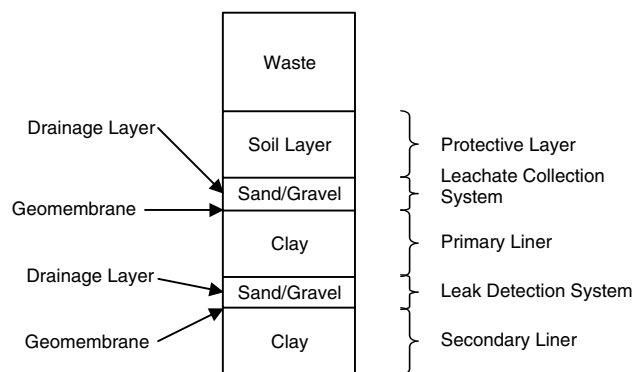 Waste
Drainage Layer
Soil Layer
Protective Layer
Leachate Collection
System
Sand/Gravel
Geomembrane
Clay
Primary Liner
Drainage Layer
Sand/Gravel
Leak Detection System
Geomembrane
Clay
Secondary Liner